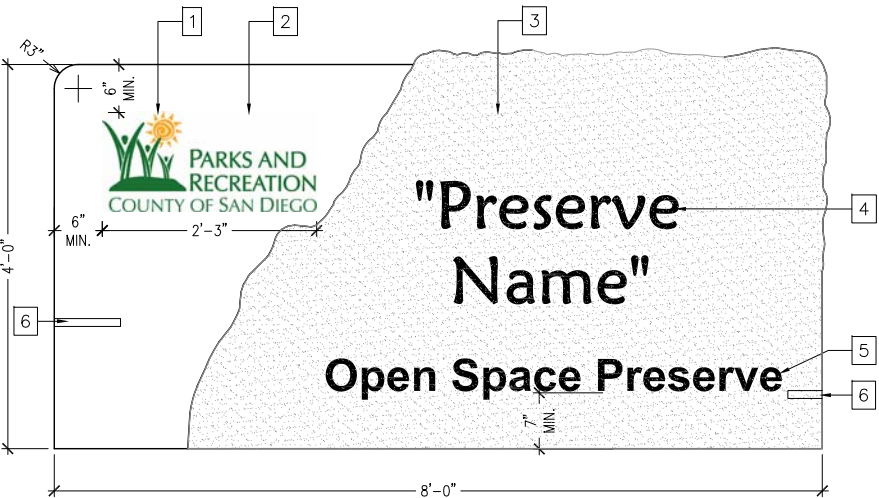 1
2
3
R3"
6"
MIN.
PARKS AND
RECREATION
COUNTY OF SAN DIEGO
6"
MIN.
2'-3"
"Preserve
Name"
4
4'-0"
6
Open Space Preserve
5
6
7"
MIN.
8'-0"